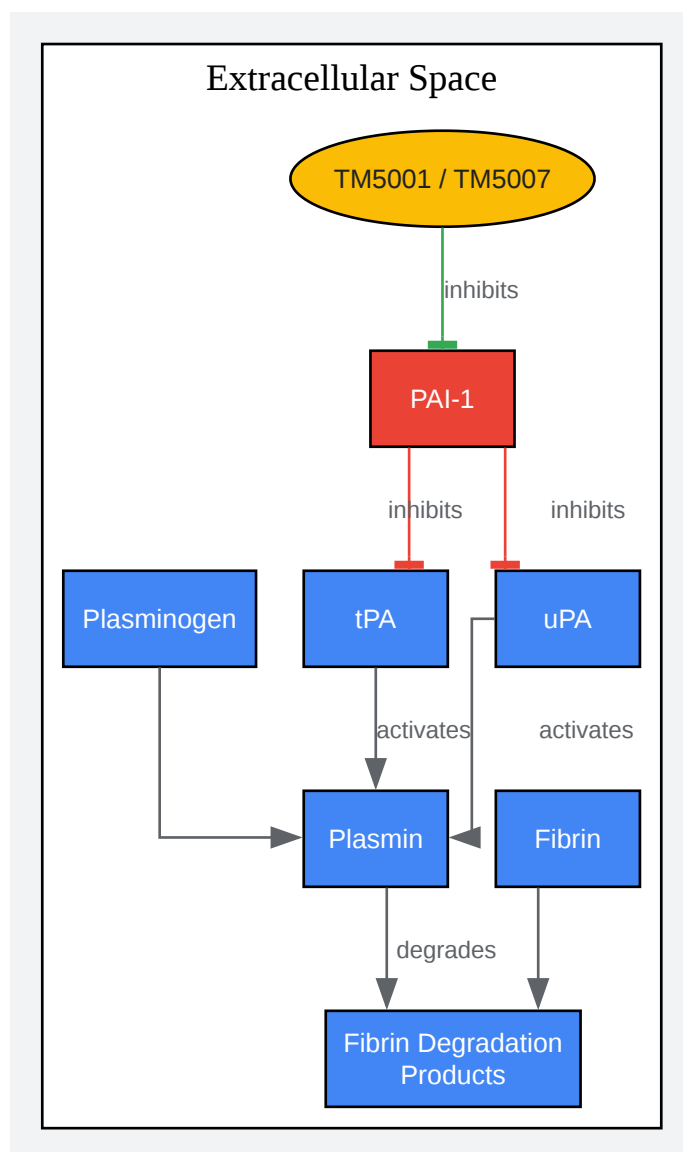 Extracellular Space
TM5001 / TM5007
inhibits
PAI-1
inhibits
inhibits
Plasminogen
tPA
uPA
activates
activates
Plasmin
Fibrin
degrades
Fibrin Degradation
Products